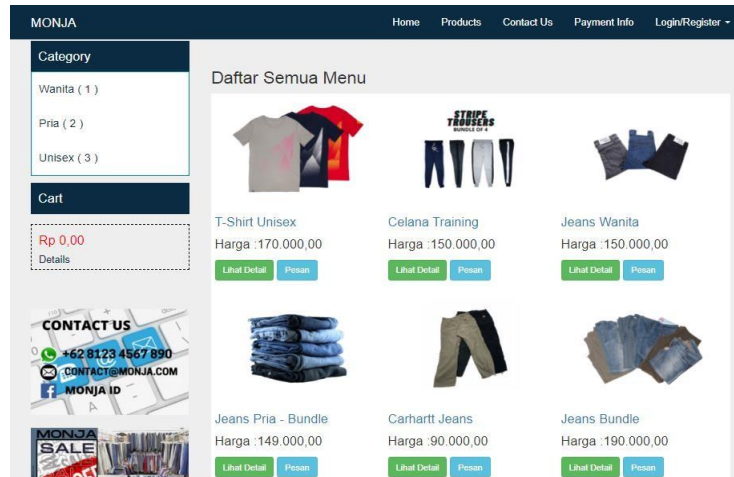 MONJA
Home Products Contact Us Payment Info Login/Register
Category
Wanita ( 1 )
Pria ( 2 )
Unisex ( 3 )
Cart
Rp 0,00
Details
CONTACT US
+62 8123 4567 890
CONTACT@MONJA.COM
MONJA ID
MONJA
SALE
Daftar Semua Menu
STRIPE
TROUSERS
BUNDLE OF 4
T-Shirt Unisex Celana Training Jeans Wanita
Harga :170.000,00 Harga :150.000,00 Harga :150.000,00
Lihat Detail Pesan Lihat Detail Pesan Lihat Detail Pesan
Jeans Pria - Bundle Carhartt Jeans Jeans Bundle
Harga :149.000,00 Harga :90.000,00 Harga :190.000,00
Lihat Detail Pesan Lihat Detail Pesan Lihat Detail Pesan